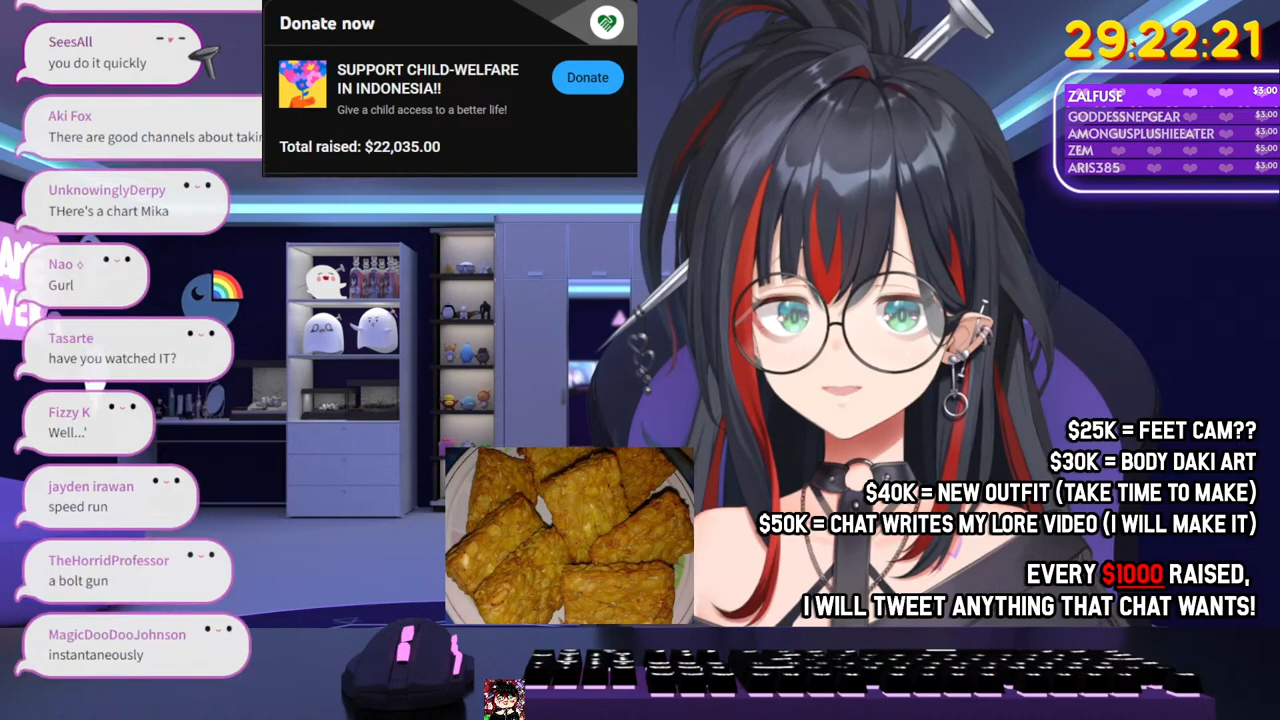 SeesAll
you do it quickly
Aki Fox
There are good channels about takin
UnknowinglyDerpy
THere's a chart Mika
Nao ⟡
Gurl
Tasarte
have you watched IT?
Fizzy K
Well...'
jayden irawan
speed run
TheHorridProfessor
a bolt gun
MagicDooDooJohnson
instantaneously
Donate now
SUPPORT CHILD-WELFARE
IN INDONESIA!!
Give a child access to a better life!
Donate
Total raised: $22,035.00
29:22:21
ZALFUSE $3.00
GODDESSNEPGEAR $3.00
AMONGUSPLUSHIEEATER $3.00
ZEM $5.00
ARIS385 $3.00
$25K = FEET CAM??
$30K = BODY DAKI ART
$40K = NEW OUTFIT (TAKE TIME TO MAKE)
$50K = CHAT WRITES MY LORE VIDEO (I WILL MAKE IT)
EVERY $1000 RAISED,
I WILL TWEET ANYTHING THAT CHAT WANTS!